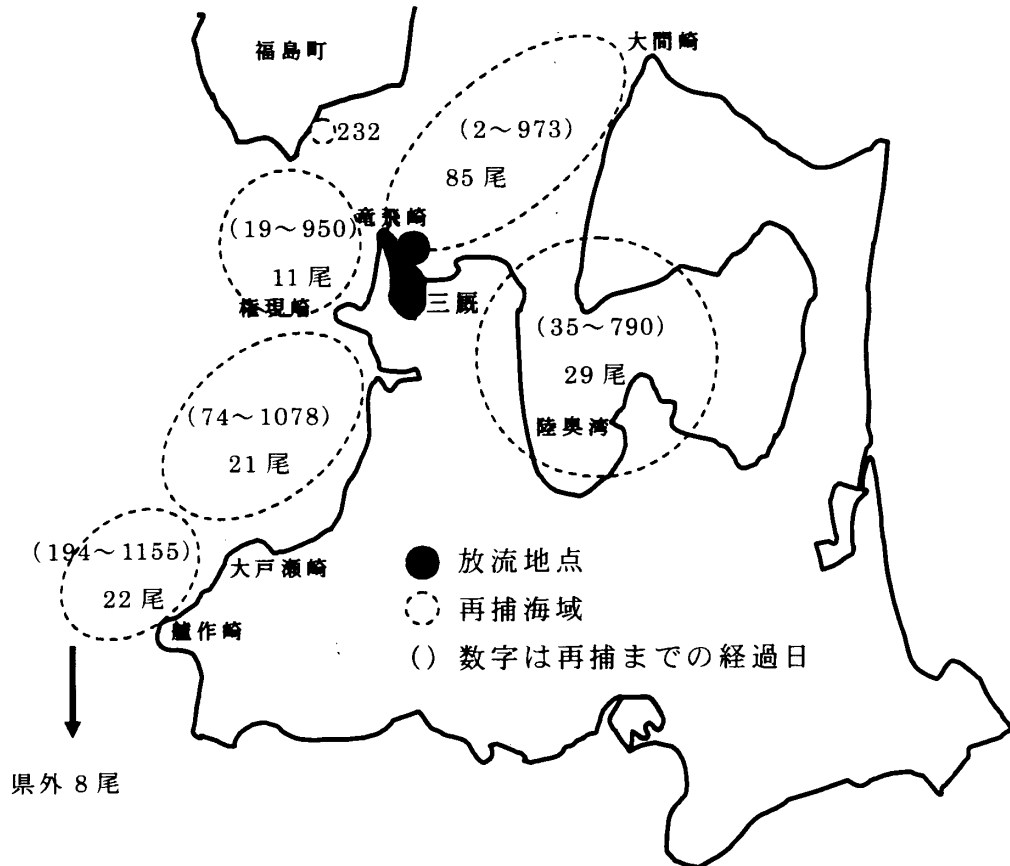 大間崎
福島町
232
(2～973)
85尾
竜飛崎
(19～950)
11尾
権現崎
三厩
(35～790)
29尾
(74～1078)
陸奥湾
21尾
(194～1155)
大戸瀬崎
放流地点
22尾
再捕海域
艫作崎
() 数字は再捕までの経過日
県外 8尾